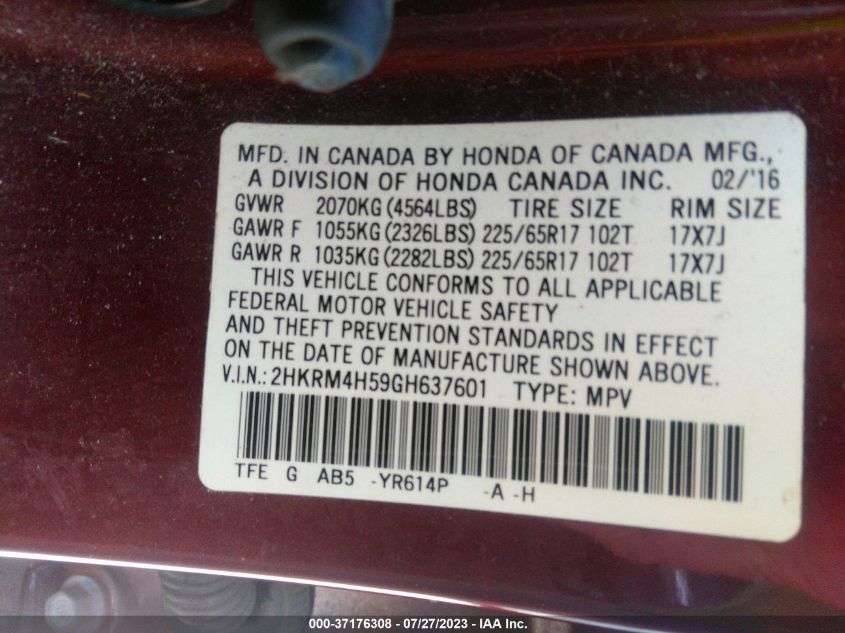 MFD. IN CANADA BY HONDA OF CANADA MFG.,
A DIVISION OF HONDA CANADA INC. 02/'16
GVWR 2070KG (4564LBS) TIRE SIZE RIM SIZE
GAWR F 1055KG (2326LBS) 225/65R17 102T 17X7J
GAWR R 1035KG (2282LBS) 225/65R17 102T 17X7J
THIS VEHICLE CONFORMS TO ALL APPLICABLE
FEDERAL MOTOR VEHICLE SAFETY
AND THEFT PREVENTION STANDARDS IN EFFECT
ON THE DATE OF MANUFACTURE SHOWN ABOVE.
V.I.N.: 2HKRM4H59GH637601 TYPE: MPV
TFE G AB5 -YR614P -A -H
000-37176308 / 07/27/2023 - IAA Inc.